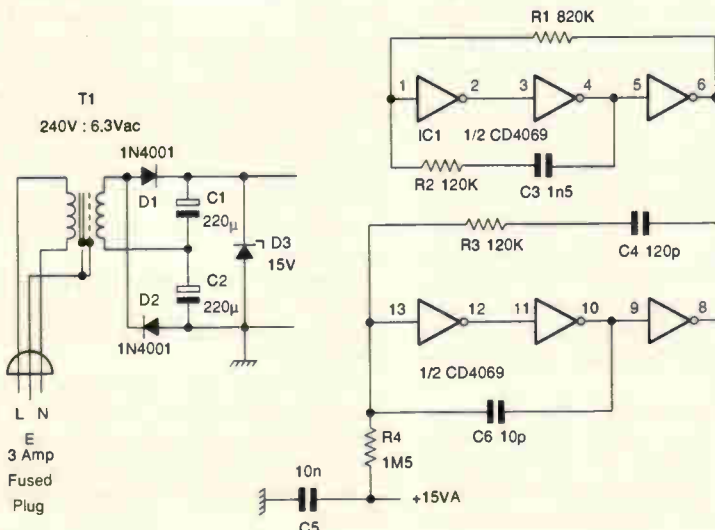 T1
240V : 6.3Vac
1N4001
D1
C1
220µ
D3
15V
D2
C2
220µ
1N4001
L N
E
3 Amp
Fused
Plug
R1 820K
1 2 3 4 5 6
IC1 1/2 CD4069
R2 120K
C3 1n5
R3 120K
C4 120p
13 12 11 10 9 8
1/2 CD4069
C6 10p
R4
1M5
10n
+15VA
C5